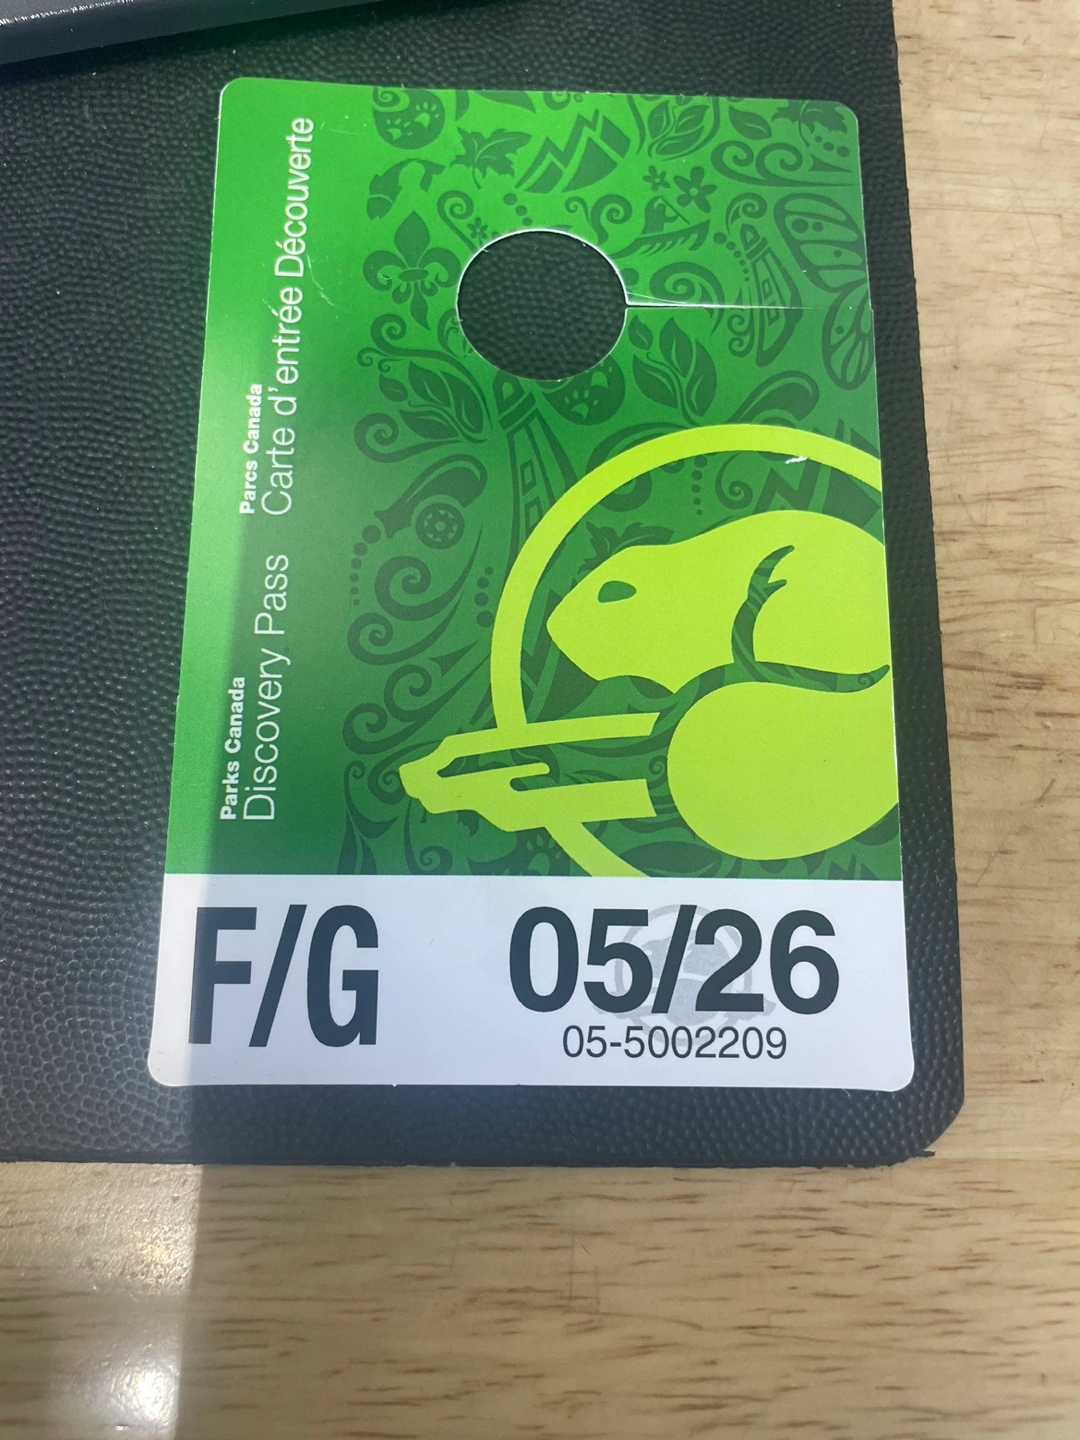 Parks Canada
Discovery Pass
Parcs Canada
Carte d'entrée Découverte
F/G
05/26
05-5002209